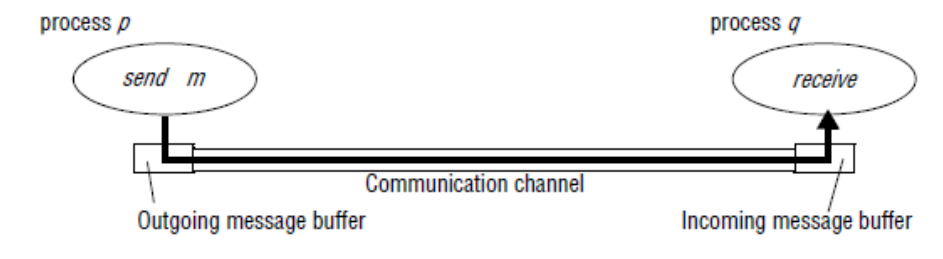 process p
process q
send m
receive
Communication channel
Outgoing message buffer
Incoming message buffer